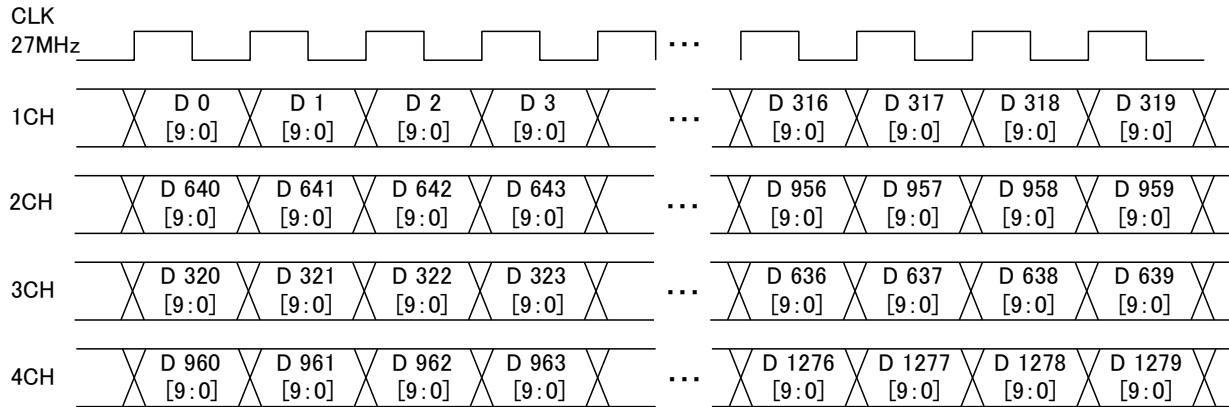 CLK
27MHz
...
1CH
D 0 D 1 D 2 D 3 ... D 316 D 317 D 318 D 319
[9:0] [9:0] [9:0] [9:0] [9:0] [9:0] [9:0] [9:0]
2CH
D 640 D 641 D 642 D 643 ... D 956 D 957 D 958 D 959
[9:0] [9:0] [9:0] [9:0] [9:0] [9:0] [9:0] [9:0]
3CH
D 320 D 321 D 322 D 323 ... D 636 D 637 D 638 D 639
[9:0] [9:0] [9:0] [9:0] [9:0] [9:0] [9:0] [9:0]
4CH
D 960 D 961 D 962 D 963 ... D 1276 D 1277 D 1278 D 1279
[9:0] [9:0] [9:0] [9:0] [9:0] [9:0] [9:0] [9:0]